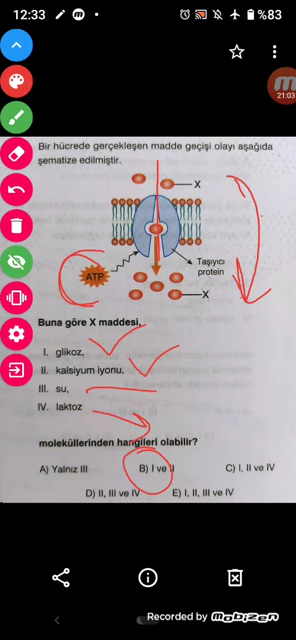 12:33
%83
21:03
Bir hücrede gerçekleşen madde geçişi olayı aşağıda
şematize edilmiştir.
X
Taşıyıcı
protein
ATP
X
Buna göre X maddesi,
I. glikoz,
II. kalsiyum iyonu,
III. su,
IV. laktoz
moleküllerinden hangileri olabilir?
A) Yalnız III
B) I ve II
C) I, II ve IV
D) II, III ve IV
E) I, II, III ve IV
Recorded by mobizen